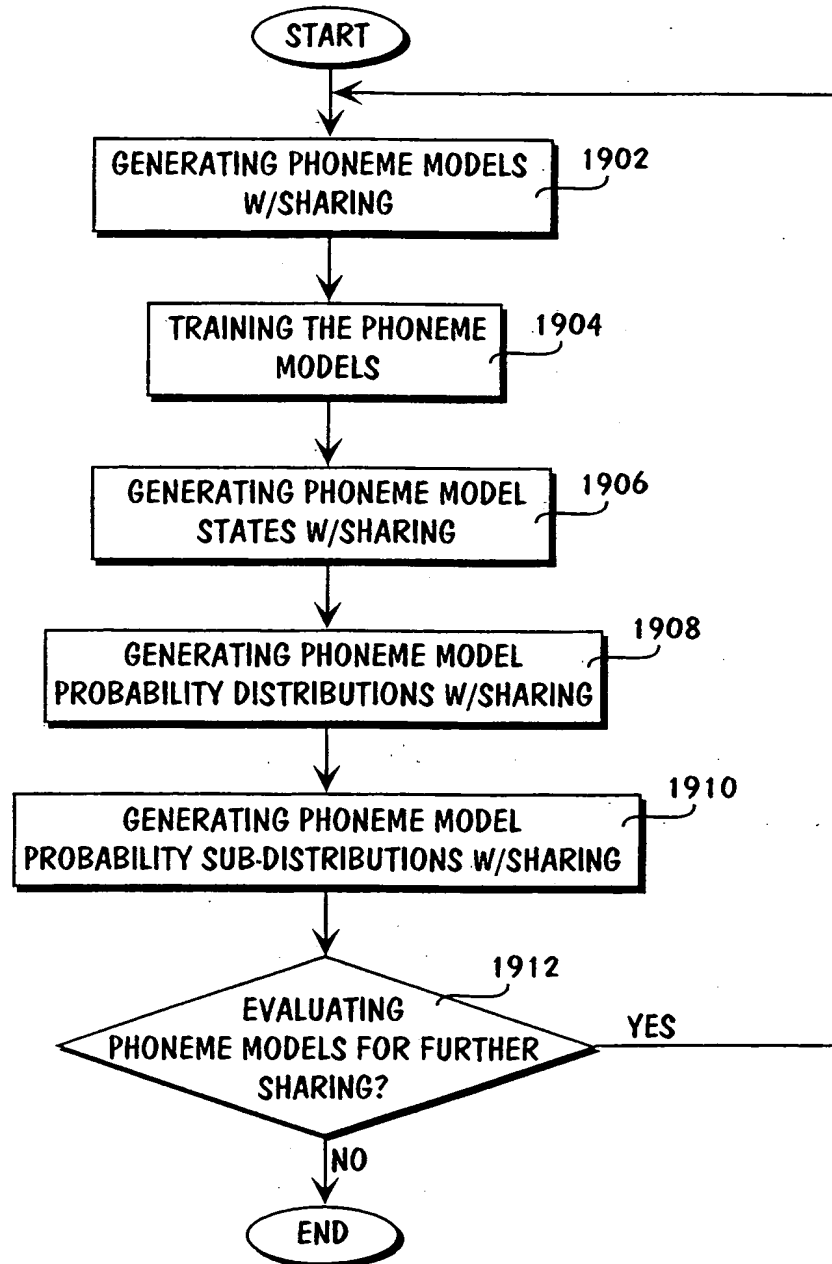 START
GENERATING PHONEME MODELS
W/SHARING
1902
TRAINING THE PHONEME
MODELS
1904
GENERATING PHONEME MODEL
STATES W/SHARING
1906
GENERATING PHONEME MODEL
PROBABILITY DISTRIBUTIONS W/SHARING
1908
GENERATING PHONEME MODEL
PROBABILITY SUB-DISTRIBUTIONS W/SHARING
1910
EVALUATING
PHONEME MODELS FOR FURTHER
SHARING?
1912
YES
NO
END